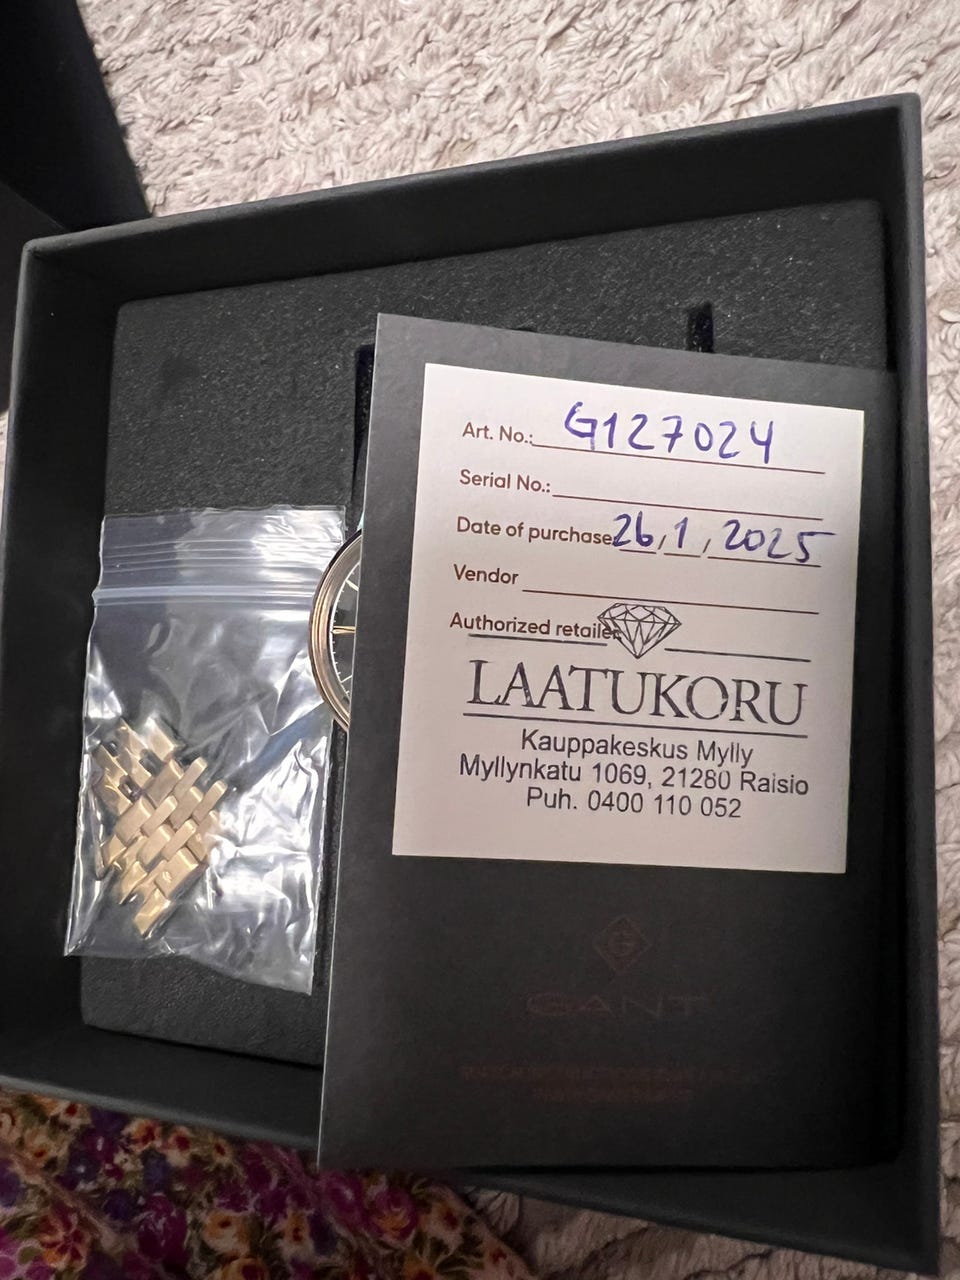 Art. No.: G127024
Serial No.:
Date of purchase 26,1,2025
Vendor
Authorized retailer
LAATUKORU
Kauppakeskus Mylly
Myllynkatu 1069, 21280 Raisio
Puh. 0400 110 052
G
GANT